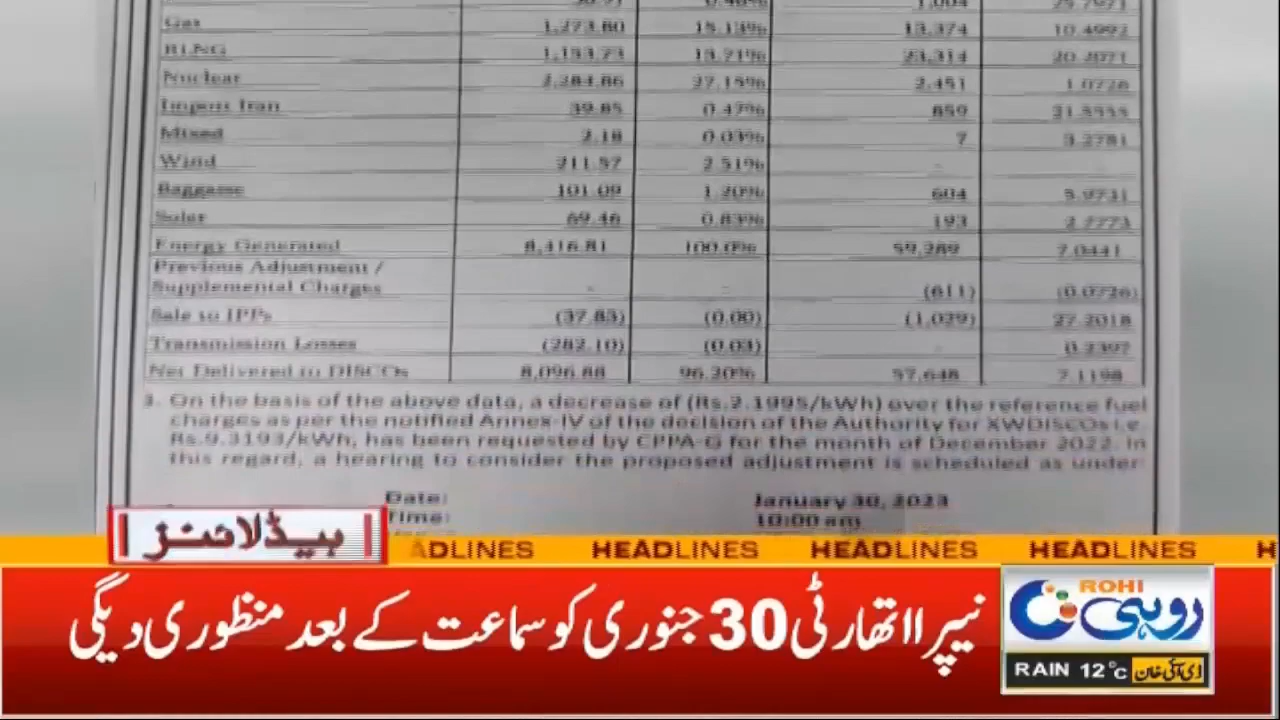 Gas 1,273.80 15.13% 13,374 10.4992
RLNG 1,153.73 13.71% 23,314 20.2071
Nuclear 2,284.86 27.15% 2,451 1.0726
Import Iran 39.85 0.47% 859 21.5555
Mixed 2.18 0.03% 7 3.2781
Wind 211.57 2.51%
Baggasse 101.09 1.20% 604 5.9731
Solar 69.46 0.83% 193 2.7773
Energy Generated 8,416.81 100.0% 59,289 7.0441
Previous Adjustment /
Supplemental Charges - - (611) (0.0726)
Sale to IPPs (37.83) (0.00) (1,029) 27.2018
Transmission Losses (282.10) (0.03) - 0.2397
Net Delivered to DISCOs 8,096.88 96.20% 57,648 7.1198
3. On the basis of the above data, a decrease of (Rs.2.1995/kWh) over the reference fuel
charges as per the notified Annex-IV of the decision of the Authority for XWDISCOs i.e.
Rs.9.3193/kWh, has been requested by CPPA-G for the month of December 2022. In
this regard, a hearing to consider the proposed adjustment is scheduled as under
Date: January 30, 2023
Time: 10:00 am
ہیڈلائنز
ADLINES HEADLINES HEADLINES HEADLINES H
نیپرا اتھارٹی 30 جنوری کو سماعت کے بعد منظوری دیگی
ROHI
روہی
RAIN 12°C ڈی آئی خان